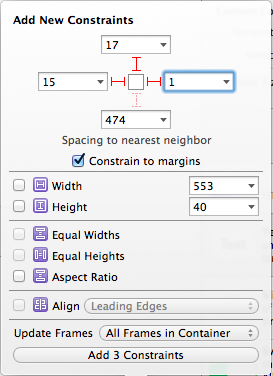 Add New Constraints
17
15 1
474
Spacing to nearest neighbor
Constrain to margins
Width 553
Height 40
Equal Widths
Equal Heights
Aspect Ratio
Align Leading Edges
Update Frames All Frames in Container
Add 3 Constraints